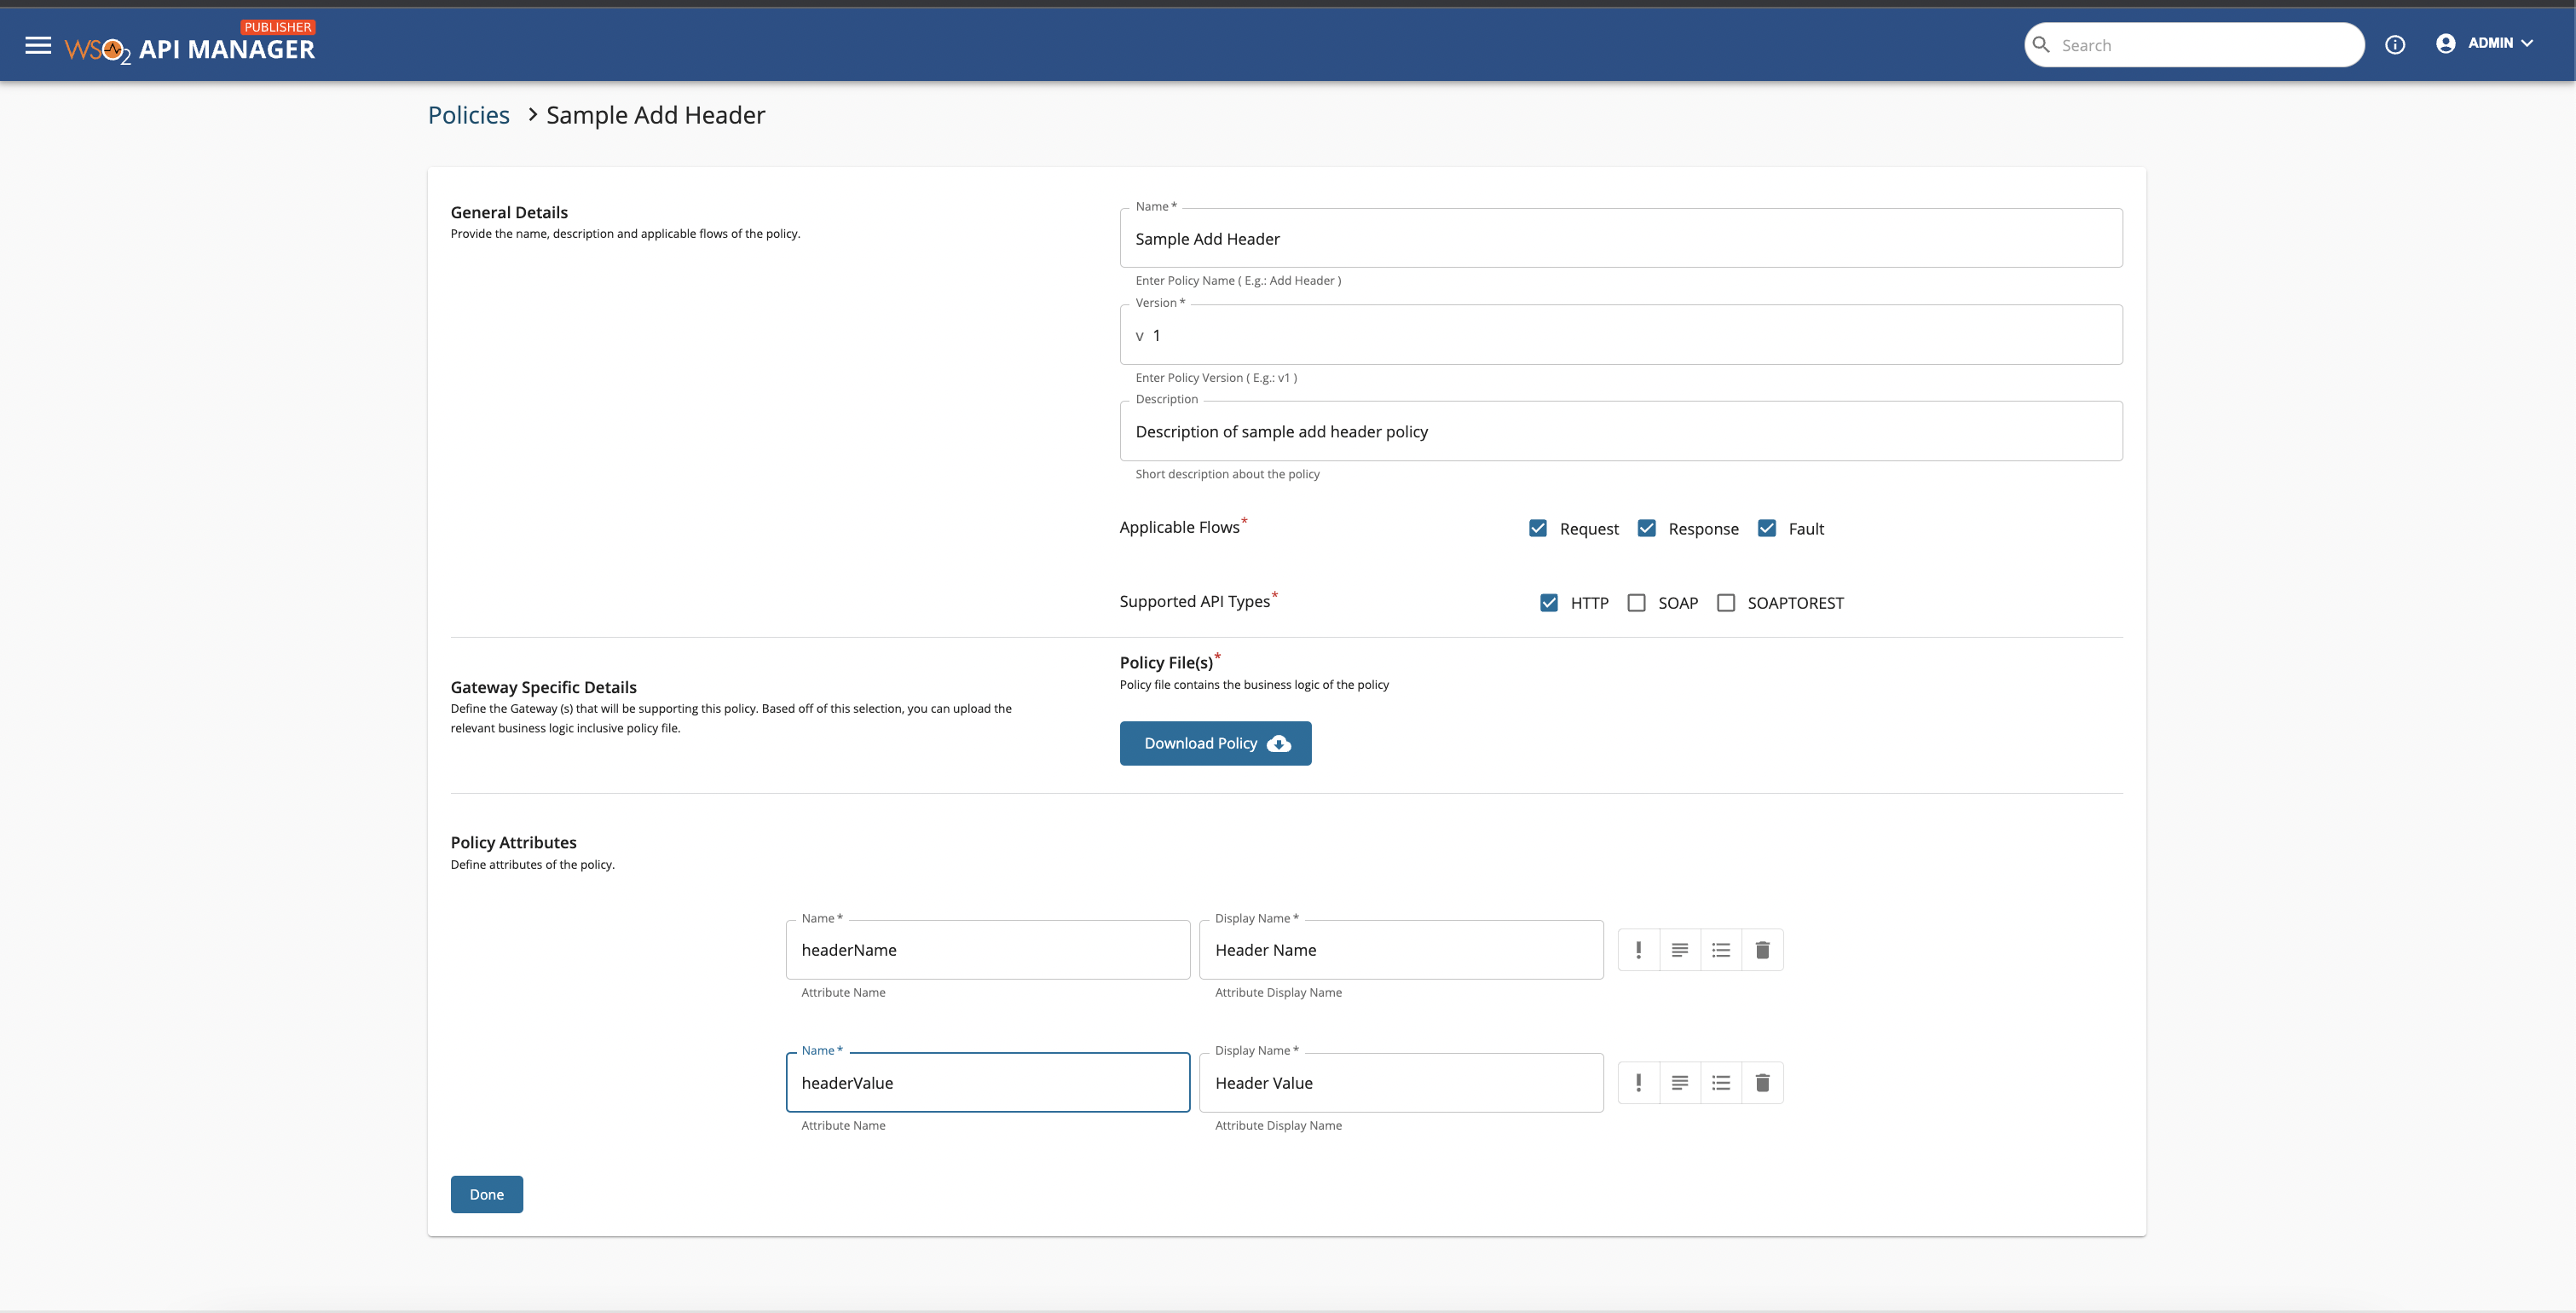 PUBLISHER
WSO2 API MANAGER
Search
ADMIN
Policies > Sample Add Header
General Details
Provide the name, description and applicable flows of the policy.
Name *
Sample Add Header
Enter Policy Name ( E.g.: Add Header )
Version *
v 1
Enter Policy Version ( E.g.: v1 )
Description
Description of sample add header policy
Short description about the policy
Applicable Flows* Request Response Fault
Supported API Types* HTTP SOAP SOAPTOREST
Gateway Specific Details
Define the Gateway (s) that will be supporting this policy. Based off of this selection, you can upload the
relevant business logic inclusive policy file.
Policy File(s)*
Policy file contains the business logic of the policy
Download Policy
Policy Attributes
Define attributes of the policy.
Name * Display Name *
headerName Header Name
Attribute Name Attribute Display Name
Name * Display Name *
headerValue Header Value
Attribute Name Attribute Display Name
Done